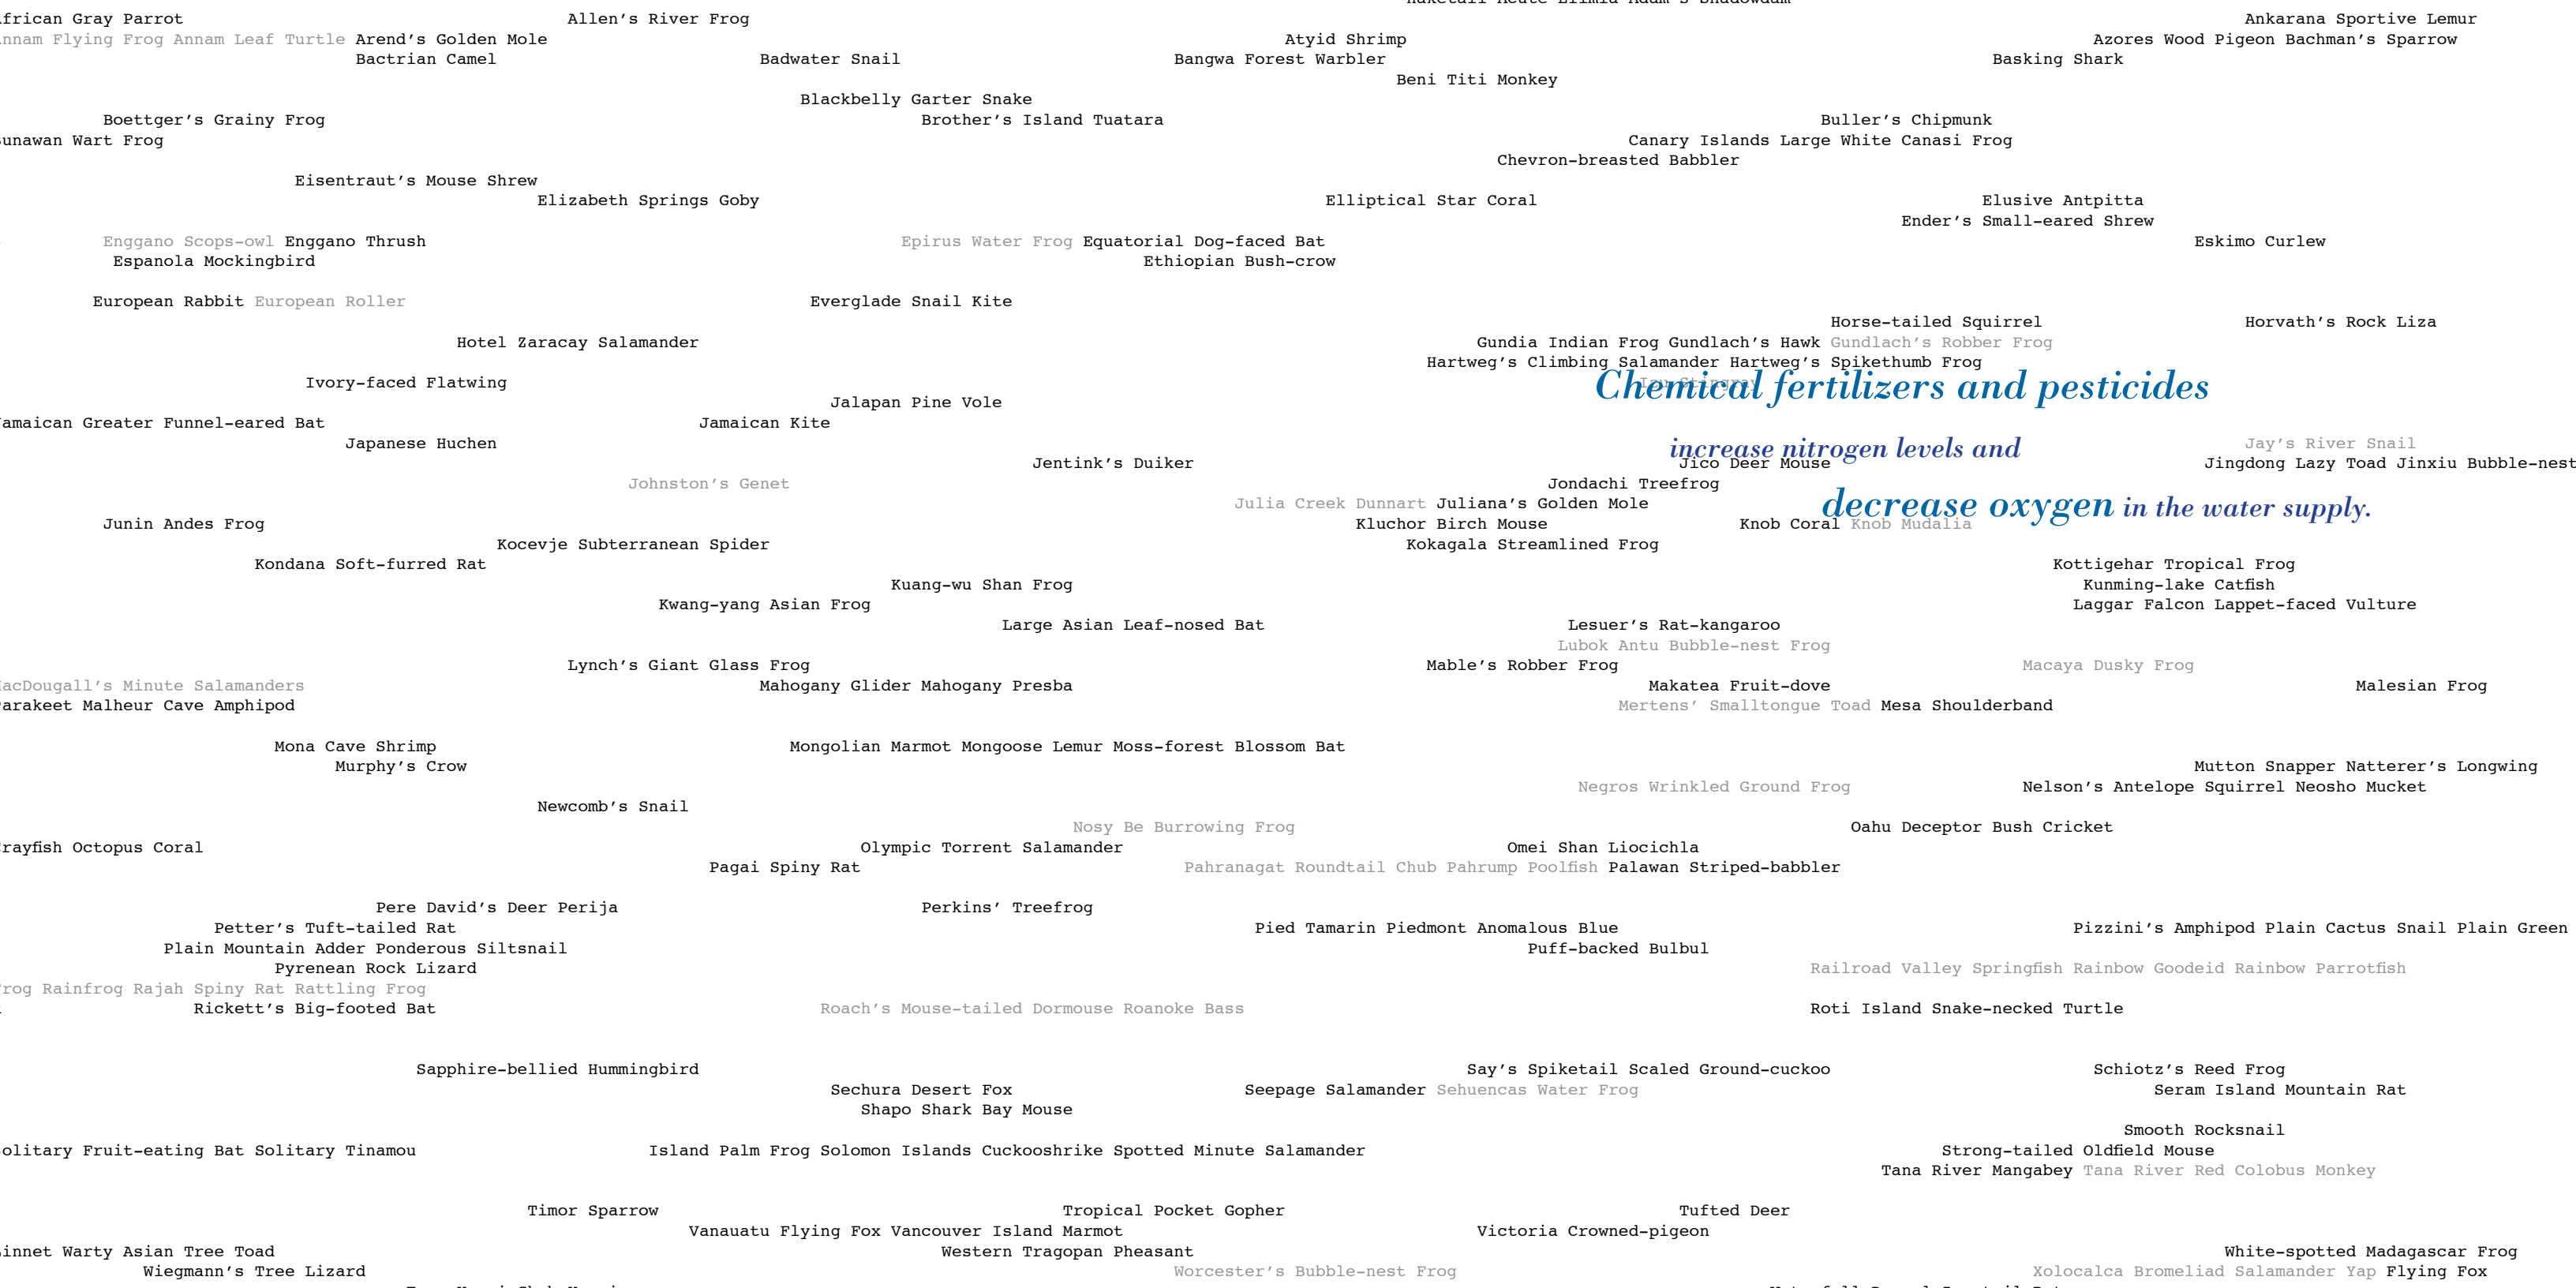 African Gray Parrot Allen's River Frog Ankarana Sportive Lemur
Annam Flying Frog Annam Leaf Turtle Arend's Golden Mole Atyid Shrimp Azores Wood Pigeon Bachman's Sparrow
Bactrian Camel Badwater Snail Bangwa Forest Warbler Basking Shark
Beni Titi Monkey
Blackbelly Garter Snake
Boettger's Grainy Frog Brother's Island Tuatara Buller's Chipmunk
unawan Wart Frog Canary Islands Large White Canasi Frog
Chevron-breasted Babbler
Eisentraut's Mouse Shrew
Elizabeth Springs Goby Elliptical Star Coral Elusive Antpitta
Ender's Small-eared Shrew
Enggano Scops-owl Enggano Thrush Epirus Water Frog Equatorial Dog-faced Bat Eskimo Curlew
Espanola Mockingbird Ethiopian Bush-crow
European Rabbit European Roller Everglade Snail Kite
Horse-tailed Squirrel Horvath's Rock Liza
Hotel Zaracay Salamander Gundia Indian Frog Gundlach's Hawk Gundlach's Robber Frog
Hartweg's Climbing Salamander Hartweg's Spikethumb Frog
Ivory-faced Flatwing Izu Stingray
Chemical fertilizers and pesticides
Jalapan Pine Vole
Jamaican Greater Funnel-eared Bat Jamaican Kite
Japanese Huchen Jay's River Snail
increase nitrogen levels and
Jentink's Duiker Jico Deer Mouse Jingdong Lazy Toad Jinxiu Bubble-nest
Johnston's Genet Jondachi Treefrog
Julia Creek Dunnart Juliana's Golden Mole
decrease oxygen in the water supply.
Junin Andes Frog Kluchor Birch Mouse Knob Coral Knob Mudalia
Kocevje Subterranean Spider Kokagala Streamlined Frog
Kondana Soft-furred Rat Kottigehar Tropical Frog
Kuang-wu Shan Frog Kunming-lake Catfish
Kwang-yang Asian Frog Laggar Falcon Lappet-faced Vulture
Large Asian Leaf-nosed Bat Lesuer's Rat-kangaroo
Lubok Antu Bubble-nest Frog
Lynch's Giant Glass Frog Mable's Robber Frog Macaya Dusky Frog
MacDougall's Minute Salamanders Mahogany Glider Mahogany Presba Makatea Fruit-dove Malesian Frog
Parakeet Malheur Cave Amphipod Mertens' Smalltongue Toad Mesa Shoulderband
Mona Cave Shrimp Mongolian Marmot Mongoose Lemur Moss-forest Blossom Bat
Murphy's Crow Mutton Snapper Natterer's Longwing
Negros Wrinkled Ground Frog Nelson's Antelope Squirrel Neosho Mucket
Newcomb's Snail
Nosy Be Burrowing Frog Oahu Deceptor Bush Cricket
Crayfish Octopus Coral Olympic Torrent Salamander Omei Shan Liocichla
Pagai Spiny Rat Pahranagat Roundtail Chub Pahrump Poolfish Palawan Striped-babbler
Pere David's Deer Perija Perkins' Treefrog
Petter's Tuft-tailed Rat Pied Tamarin Piedmont Anomalous Blue Pizzini's Amphipod Plain Cactus Snail Plain Green
Plain Mountain Adder Ponderous Siltsnail Puff-backed Bulbul
Pyrenean Rock Lizard Railroad Valley Springfish Rainbow Goodeid Rainbow Parrotfish
Frog Rainfrog Rajah Spiny Rat Rattling Frog
Rickett's Big-footed Bat Roach's Mouse-tailed Dormouse Roanoke Bass Roti Island Snake-necked Turtle
Sapphire-bellied Hummingbird Say's Spiketail Scaled Ground-cuckoo Schiotz's Reed Frog
Sechura Desert Fox Seepage Salamander Sehuencas Water Frog Seram Island Mountain Rat
Shapo Shark Bay Mouse
Smooth Rocksnail
Solitary Fruit-eating Bat Solitary Tinamou Island Palm Frog Solomon Islands Cuckooshrike Spotted Minute Salamander Strong-tailed Oldfield Mouse
Tana River Mangabey Tana River Red Colobus Monkey
Timor Sparrow Tropical Pocket Gopher Tufted Deer
Vanauatu Flying Fox Vancouver Island Marmot Victoria Crowned-pigeon
Linnet Warty Asian Tree Toad Western Tragopan Pheasant White-spotted Madagascar Frog
Wiegmann's Tree Lizard Worcester's Bubble-nest Frog Xolocalca Bromeliad Salamander Yap Flying Fox